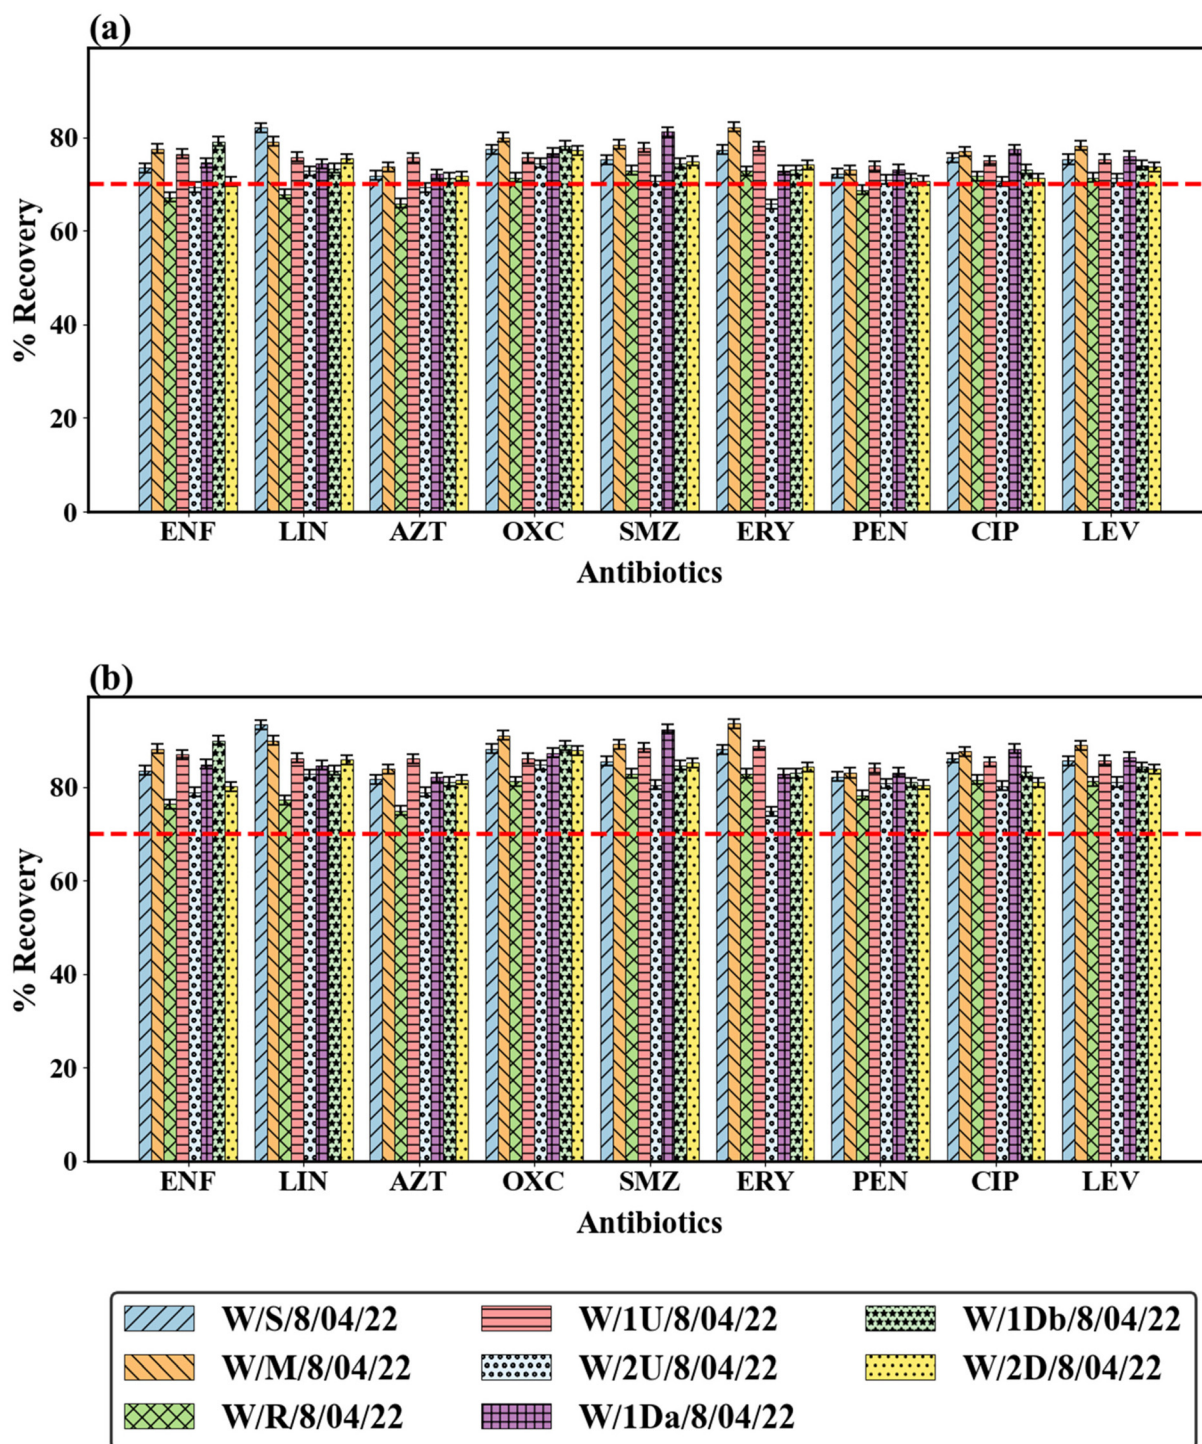 (a)
80
60
40
20
0
% Recovery
ENF LIN AZT OXC SMZ ERY PEN CIP LEV
Antibiotics
(b)
80
60
40
20
0
% Recovery
ENF LIN AZT OXC SMZ ERY PEN CIP LEV
Antibiotics
W/S/8/04/22 W/1U/8/04/22 W/1Db/8/04/22
W/M/8/04/22 W/2U/8/04/22 W/2D/8/04/22
W/R/8/04/22 W/1Da/8/04/22